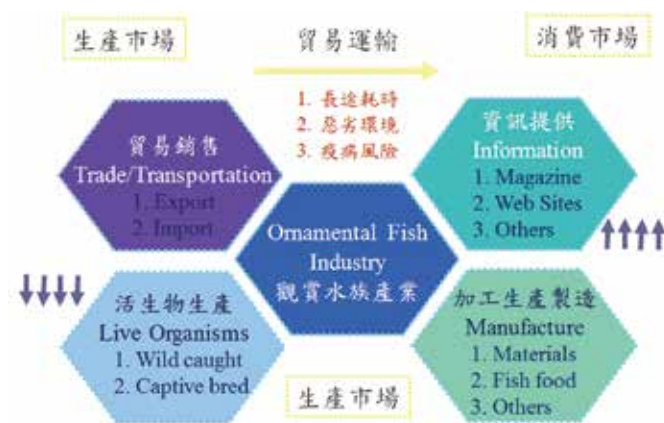 生產市場
貿易運輸
消費市場
1. 長途耗時
2. 惡劣環境
3. 疫病風險
貿易銷售
Trade/Transportation
1. Export
2. Import
資訊提供
Information
1. Magazine
2. Web Sites
3. Others
Ornamental Fish
Industry
觀賞水族產業
活生物生產
Live Organisms
1. Wild caught
2. Captive bred
加工生產製造
Manufacture
1. Materials
2. Fish food
3. Others
生產市場